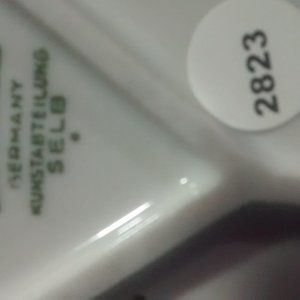 GERMANY
KUNSTABTEILUNG
SELB
2823